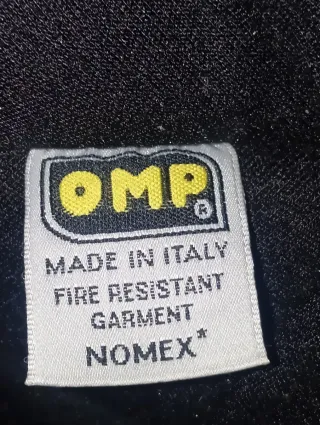 OMP®
MADE IN ITALY
FIRE RESISTANT
GARMENT
NOMEX*